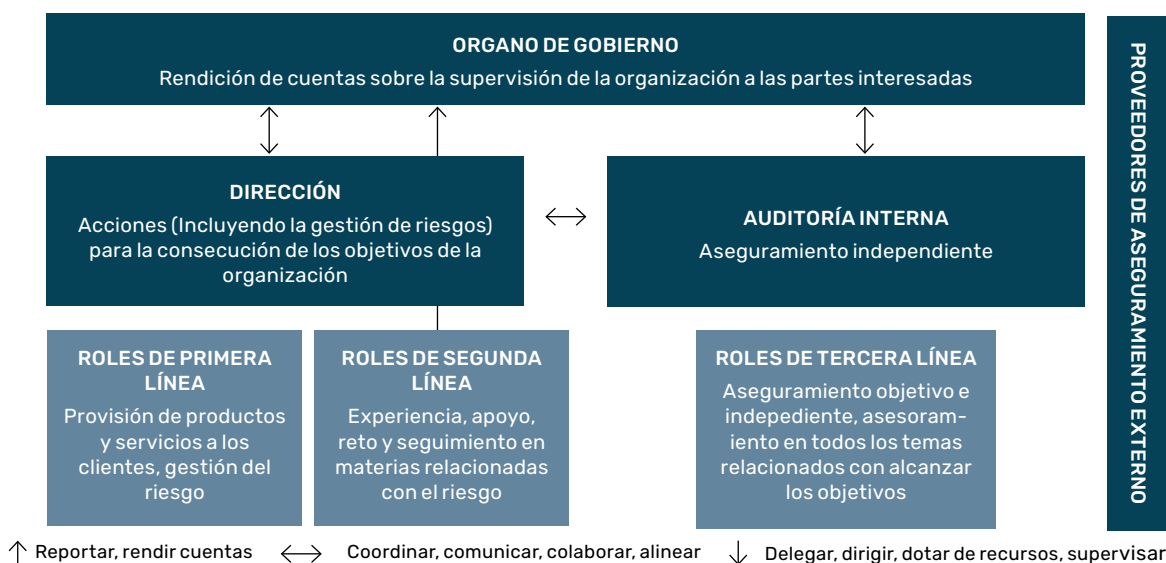 ORGANO DE GOBIERNO
Rendición de cuentas sobre la supervisión de la organización a las partes interesadas
DIRECCIÓN
Acciones (Incluyendo la gestión de riesgos)
para la consecución de los objetivos de la
organización
AUDITORÍA INTERNA
Aseguramiento independiente
ROLES DE PRIMERA
LÍNEA
Provisión de productos
y servicios a los
clientes, gestión del
riesgo
ROLES DE SEGUNDA
LÍNEA
Experiencia, apoyo,
reto y seguimiento en
materias relacionadas
con el riesgo
ROLES DE TERCERA LÍNEA
Aseguramiento objetivo e
indepediente, asesoram-
iento en todos los temas
relacionados con alcanzar
los objetivos
PROVEEDORES DE ASEGURAMIENTO EXTERNO
↑ Reportar, rendir cuentas ↔ Coordinar, comunicar, colaborar, alinear ↓ Delegar, dirigir, dotar de recursos, supervisar